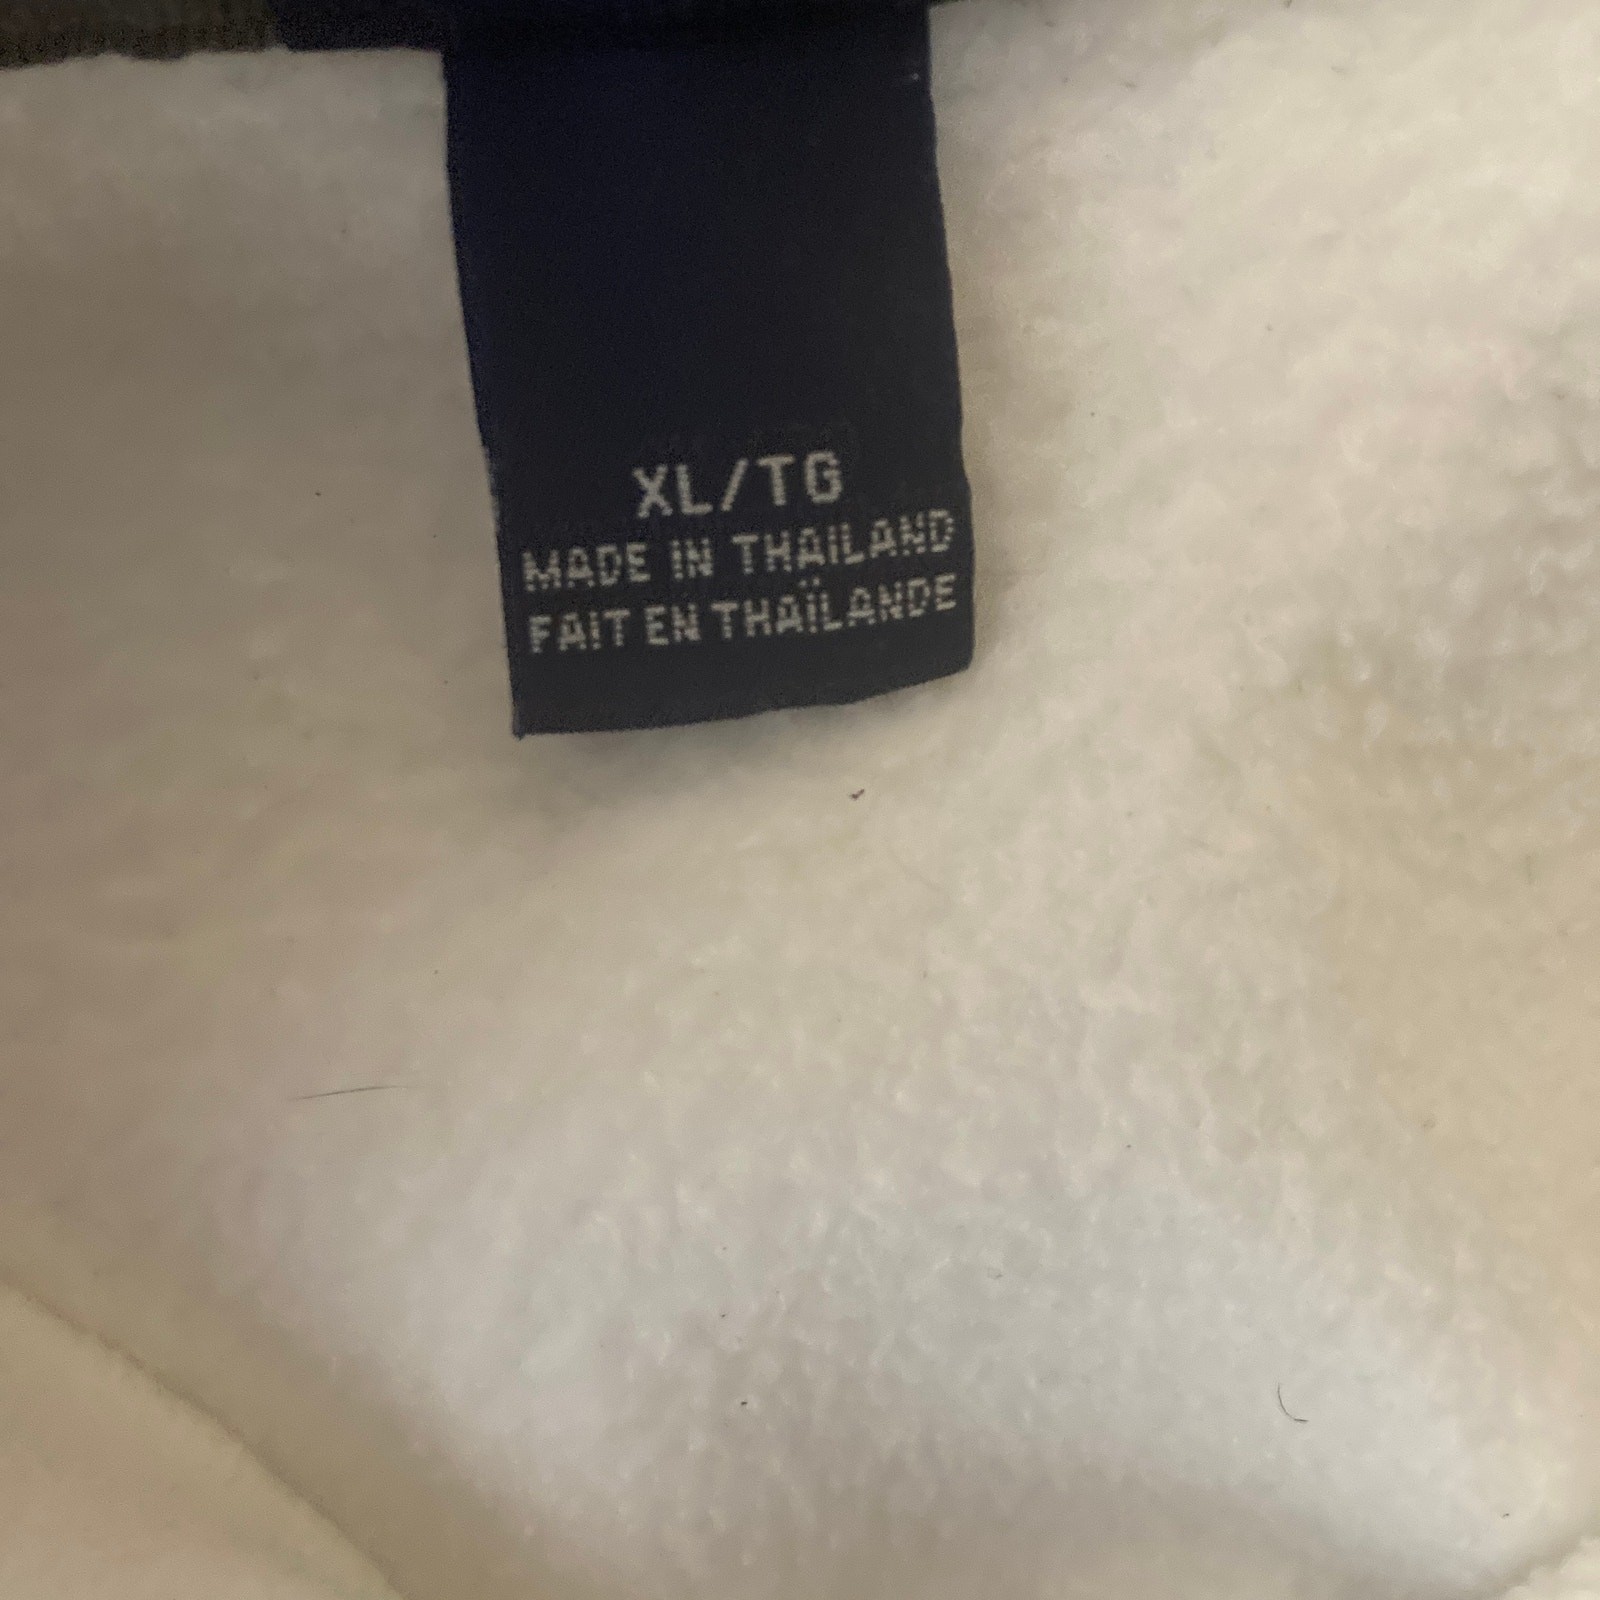 XL/TG
MADE IN THAILAND
FAIT EN THAÏLANDE